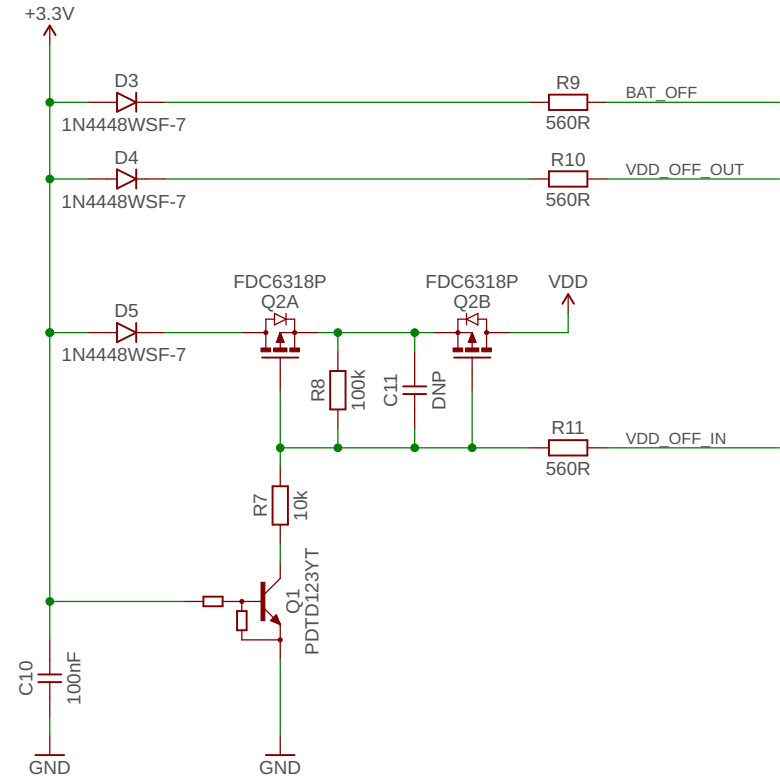 +3.3V
D3
1N4448WSF-7
R9
560R
BAT_OFF
D4
1N4448WSF-7
R10
560R
VDD_OFF_OUT
FDC6318P
Q2A
FDC6318P
Q2B
VDD
D5
1N4448WSF-7
R8
100k
C11
DNP
R11
560R
VDD_OFF_IN
R7
10k
Q1
PDTD123YT
C10
100nF
GND
GND